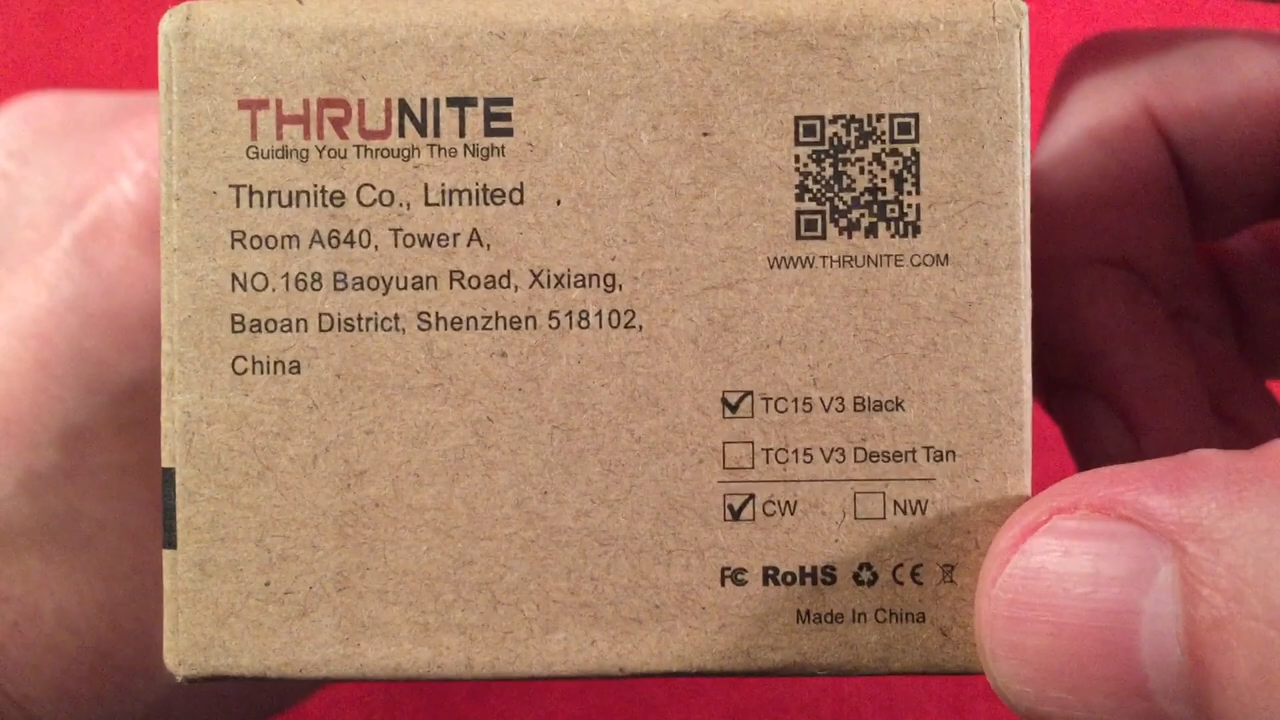 THRUNITE
Guiding You Through The Night
Thrunite Co., Limited
Room A640, Tower A,
NO.168 Baoyuan Road, Xixiang,
Baoan District, Shenzhen 518102,
China
WWW.THRUNITE.COM
TC15 V3 Black
TC15 V3 Desert Tan
CW NW
FC RoHS CE
Made In China